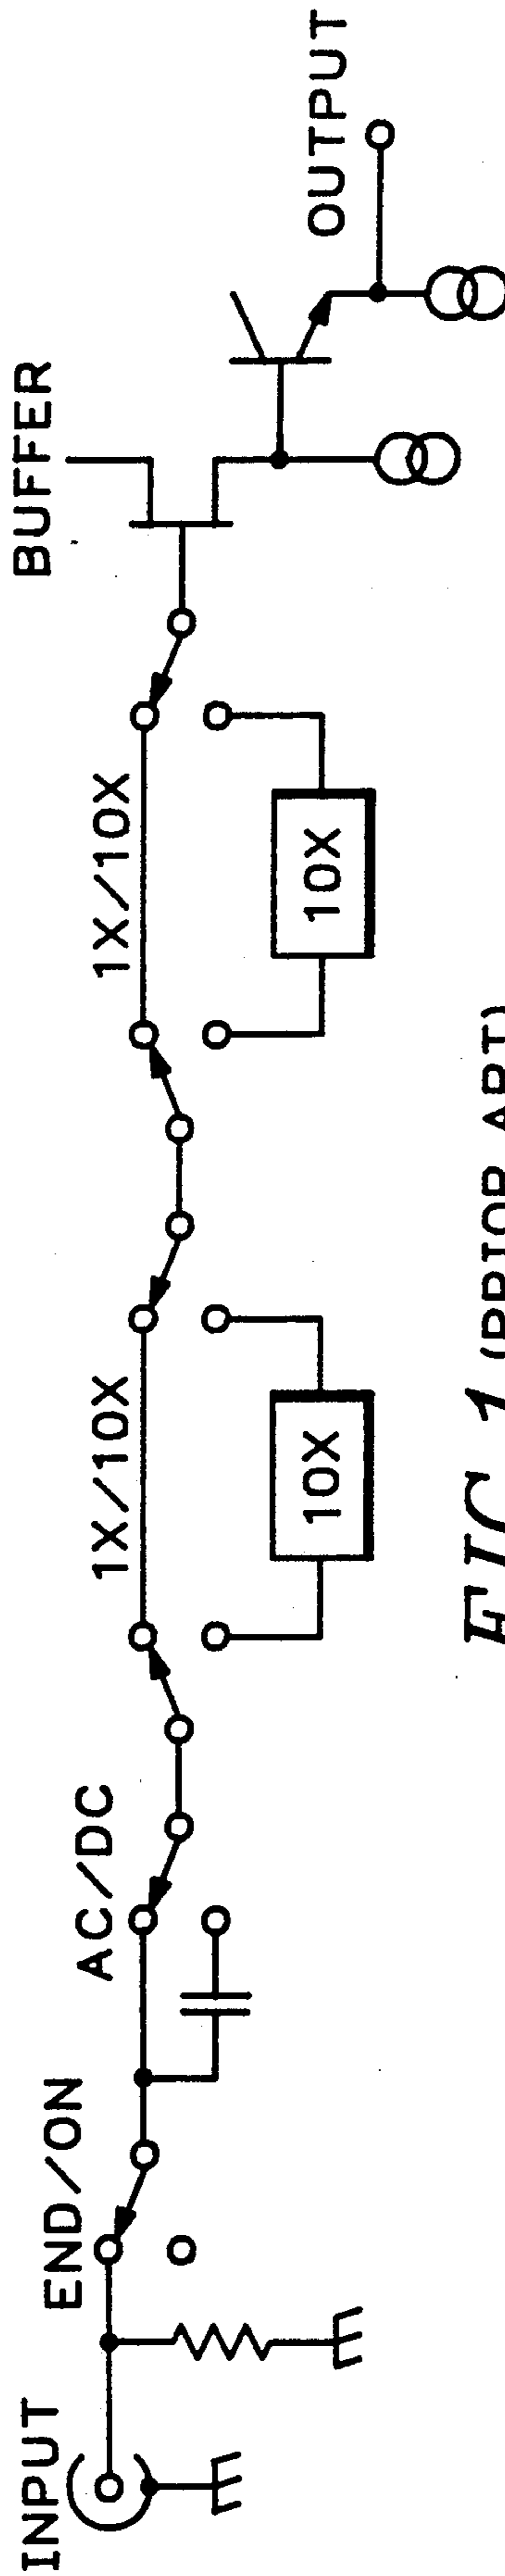 INPUT
END/ON
AC/DC
1X/10X
10X
1X/10X
10X
BUFFER
OUTPUT
FIG 1 (PRIOR ART)